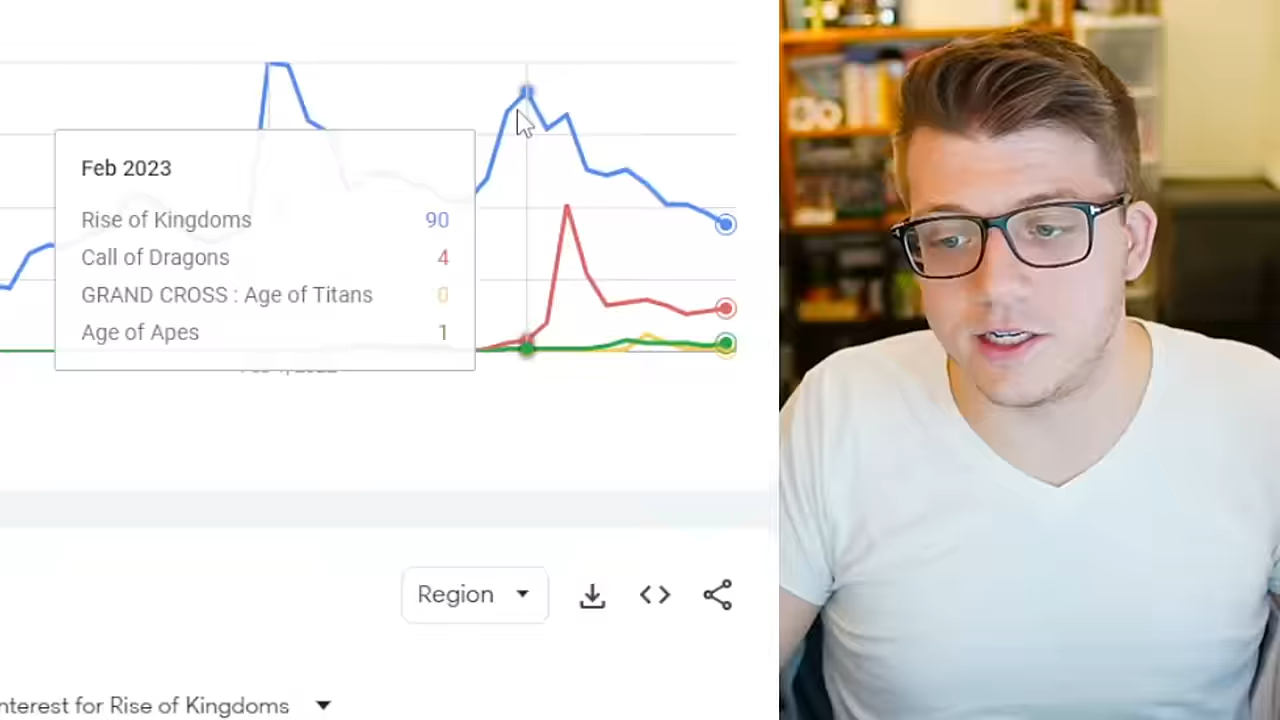 Feb 2023
Rise of Kingdoms 90
Call of Dragons 4
GRAND CROSS : Age of Titans 0
Age of Apes 1
Region
nterest for Rise of Kingdoms